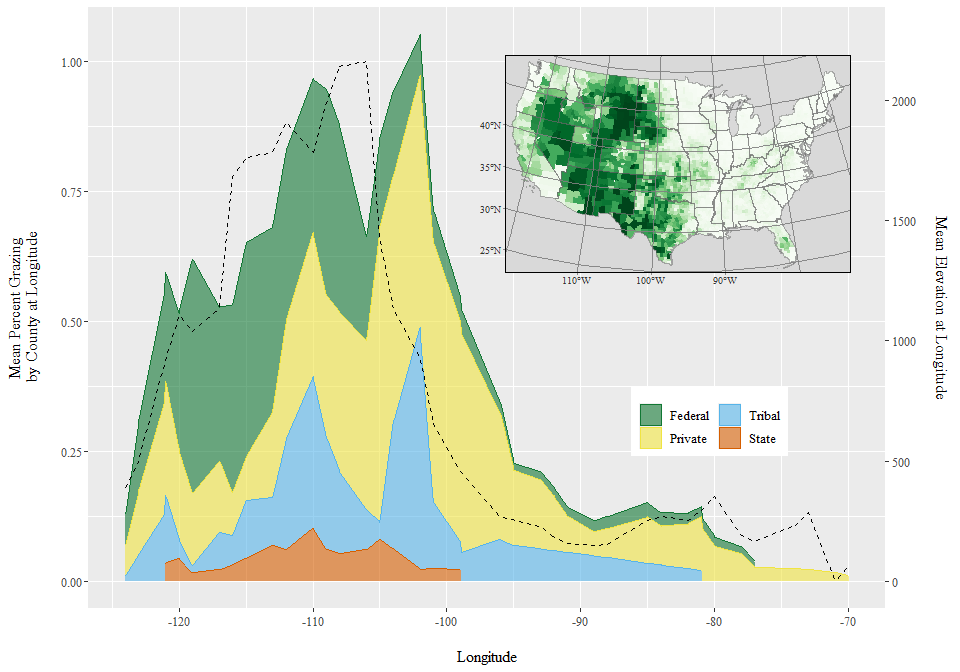 1.00
0.75
0.50
0.25
0.00
Mean Percent Grazing
by County at Longitude
-120
-110
-100
-90
-80
-70
Longitude
2000
1500
1000
500
0
Mean Elevation at Longitude
40°N
35°N
30°N
25°N
110°W
100°W
90°W
Federal
Tribal
Private
State